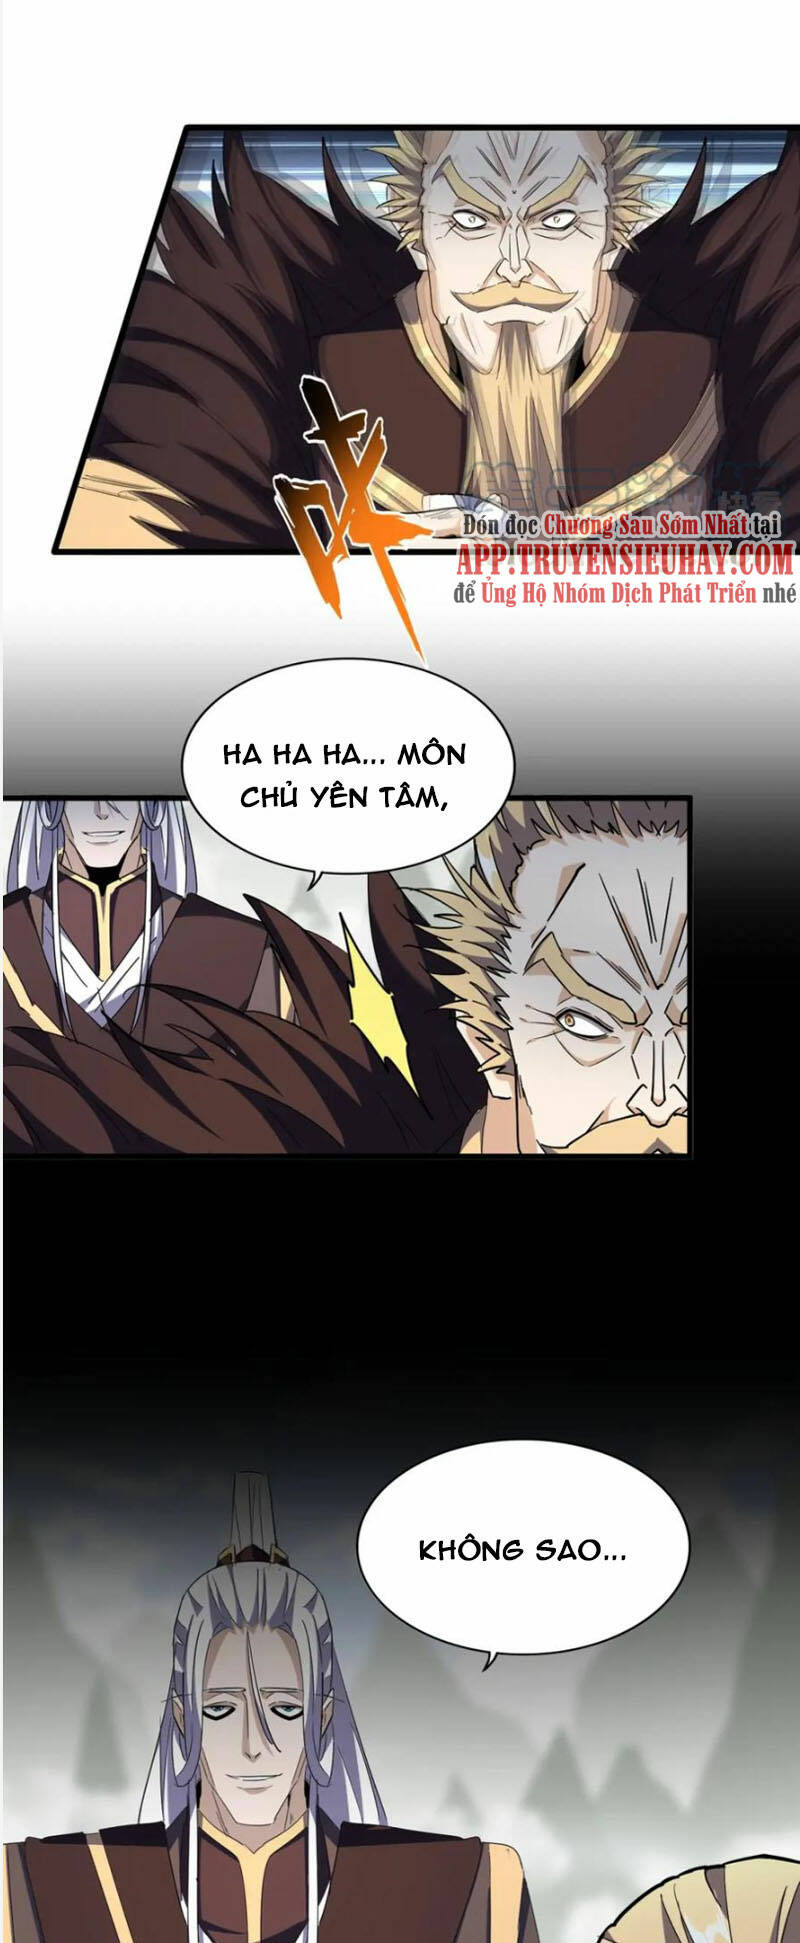 咔
Đón đọc Chương Sau Sớm Nhất tại
APP.TRUYENSIEUHAY.COM
để Ủng Hộ Nhóm Dịch Phát Triển nhé
HA HA HA... MÔN
CHỦ YÊN TÂM,
KHÔNG SAO...